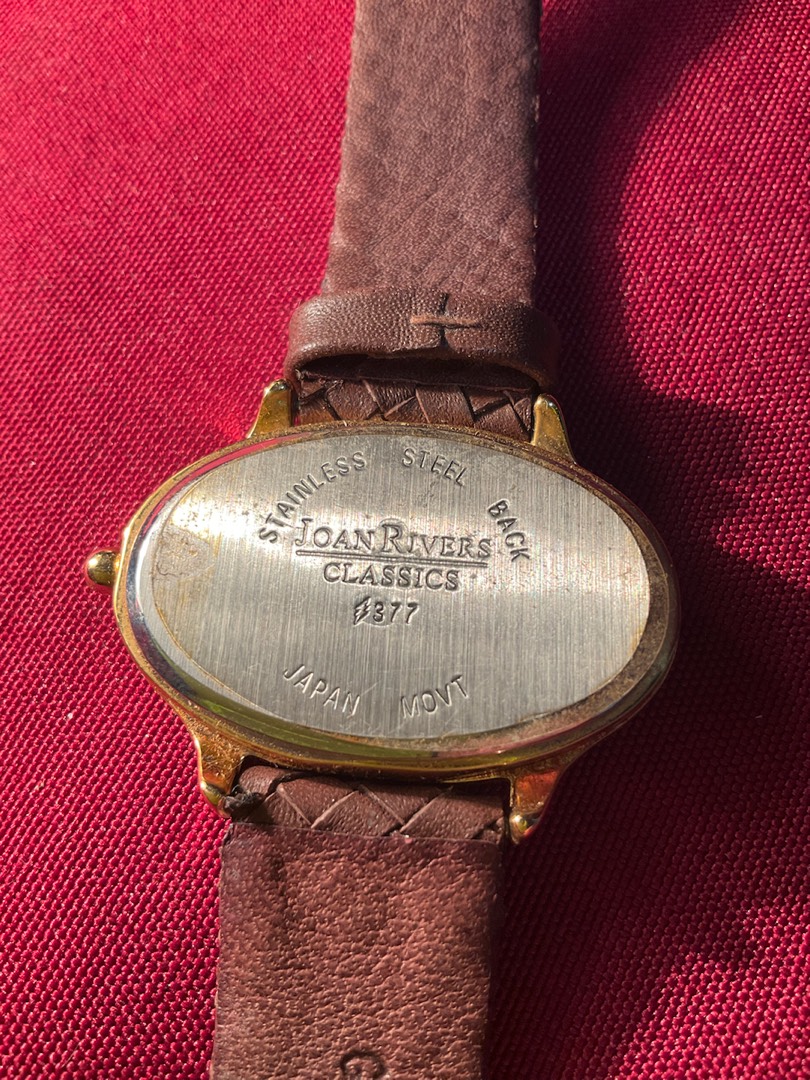 STAINLESS STEEL BACK
JOAN RIVERS
CLASSICS
377
JAPAN MOVT